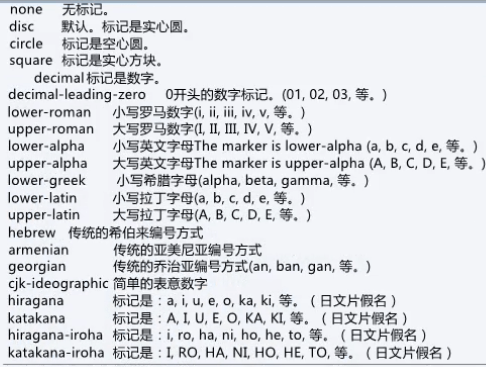 none 无标记。
disc 默认。标记是实心圆。
circle 标记是空心圆。
square 标记是实心方块。
decimal标记是数字。
decimal-leading-zero 0开头的数字标记。(01, 02, 03, 等。)
lower-roman 小写罗马数字(i, ii, iii, iv, v, 等。)
upper-roman 大写罗马数字(I, II, III, IV, V, 等。)
lower-alpha 小写英文字母The marker is lower-alpha (a, b, c, d, e, 等。)
upper-alpha 大写英文字母The marker is upper-alpha (A, B, C, D, E, 等。)
lower-greek 小写希腊字母(alpha, beta, gamma, 等。)
lower-latin 小写拉丁字母(a, b, c, d, e, 等。)
upper-latin 大写拉丁字母(A, B, C, D, E, 等。)
hebrew 传统的希伯来编号方式
armenian 传统的亚美尼亚编号方式
georgian 传统的乔治亚编号方式(an, ban, gan, 等。)
cjk-ideographic 简单的表意数字
hiragana 标记是：a, i, u, e, o, ka, ki, 等。（日文片假名）
katakana 标记是：A, I, U, E, O, KA, KI, 等。（日文片假名）
hiragana-iroha 标记是：i, ro, ha, ni, ho, he, to, 等。（日文片假名）
katakana-iroha 标记是：I, RO, HA, NI, HO, HE, TO, 等。（日文片假名）